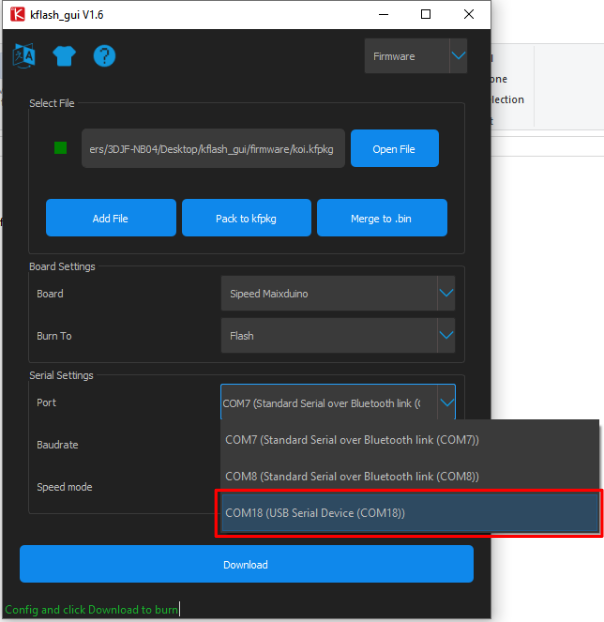 kflash_gui V1.6
Firmware
one
lection
Select File
ers/3DJF-NB04/Desktop/kflash_gui/firmware/koi.kfpkg
Open File
Add File
Pack to kfpkg
Merge to .bin
Board Settings
Board
Sipeed Maixduino
Burn To
Flash
Serial Settings
Port
COM7 (Standard Serial over Bluetooth link (
Baudrate
COM7 (Standard Serial over Bluetooth link (COM7))
COM8 (Standard Serial over Bluetooth link (COM8))
Speed mode
COM18 (USB Serial Device (COM18))
Download
Config and click Download to burn